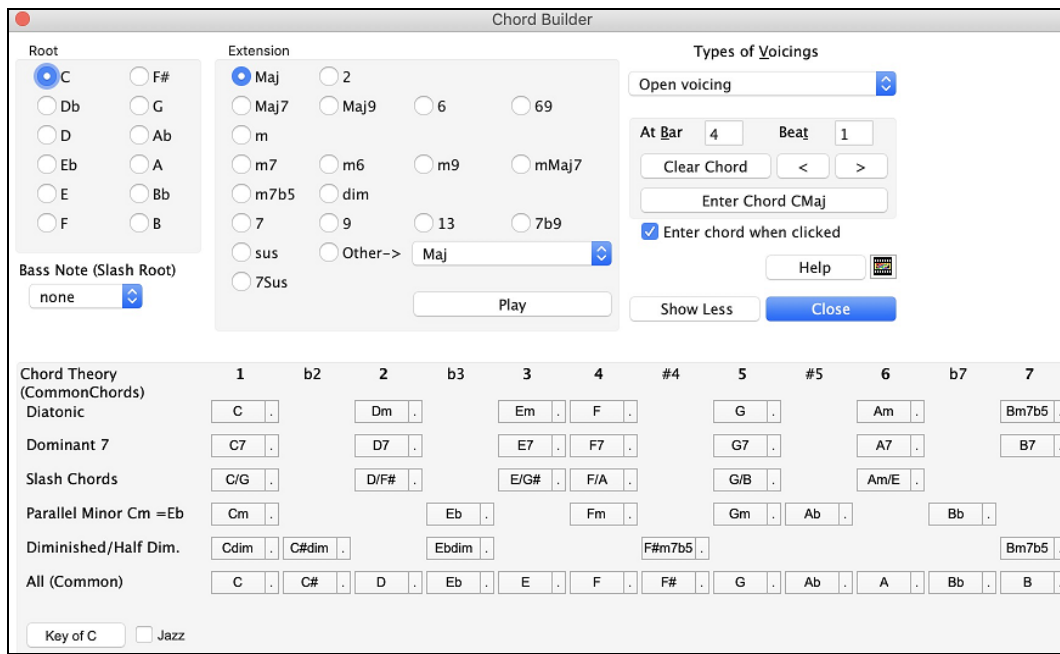 Chord Builder
Root
C F#
Db G
D Ab
Eb A
E Bb
F B
Bass Note (Slash Root)
none
Extension
Maj 2
Maj7 Maj9 6 69
m
m7 m6 m9 mMaj7
m7b5 dim
7 9 13 7b9
sus Other-> Maj
7Sus
Play
Types of Voicings
Open voicing
At Bar 4 Beat 1
Clear Chord < >
Enter Chord CMaj
Enter chord when clicked
Help
Show Less Close
Chord Theory 1 b2 2 b3 3 4 #4 5 #5 6 b7 7
(CommonChords)
Diatonic C . Dm . Em . F . G . Am . Bm7b5 .
Dominant 7 C7 . D7 . E7 . F7 . G7 . A7 . B7 .
Slash Chords C/G . D/F# . E/G# . F/A . G/B . Am/E .
Parallel Minor Cm =Eb Cm . Eb . Fm . Gm . Ab . Bb .
Diminished/Half Dim. Cdim . C#dim . Ebdim . F#m7b5 . Bm7b5 .
All (Common) C . C# . D . Eb . E . F . F# . G . Ab . A . Bb . B .
Key of C Jazz